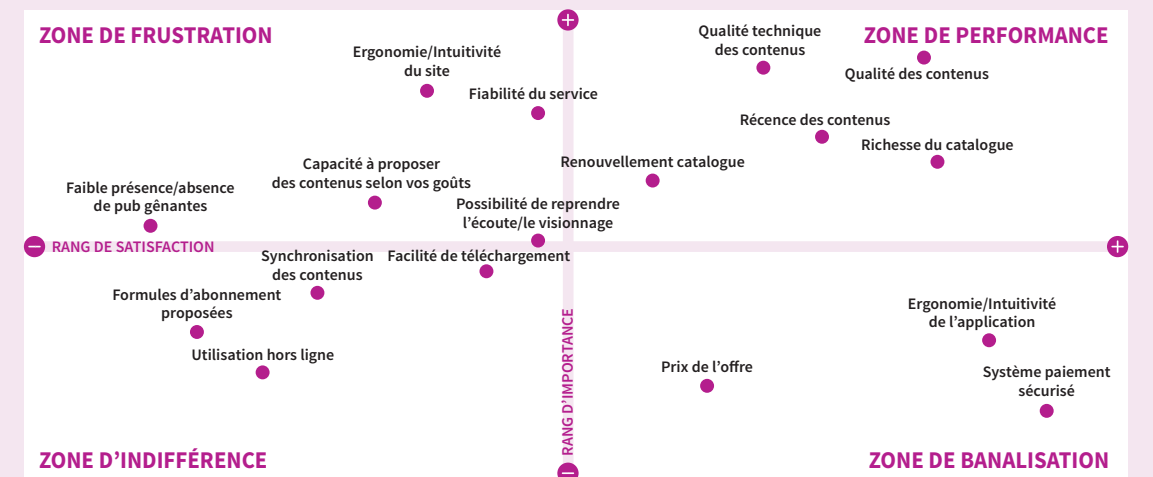 ZONE DE FRUSTRATION
ZONE DE PERFORMANCE
Qualité technique
des contenus
Qualité des contenus
Ergonomie/Intuitivité
du site
Fiabilité du service
Récence des contenus
Richesse du catalogue
Renouvellement catalogue
Capacité à proposer
des contenus selon vos goûts
Faible présence/absence
de pub gênantes
Possibilité de reprendre
l’écoute/le visionnage
RANG DE SATISFACTION
Synchronisation
des contenus
Facilité de téléchargement
Formules d’abonnement
proposées
Utilisation hors ligne
RANG D’IMPORTANCE
Ergonomie/Intuitivité
de l’application
Prix de l’offre
Système paiement
sécurisé
ZONE D’INDIFFÉRENCE
ZONE DE BANALISATION